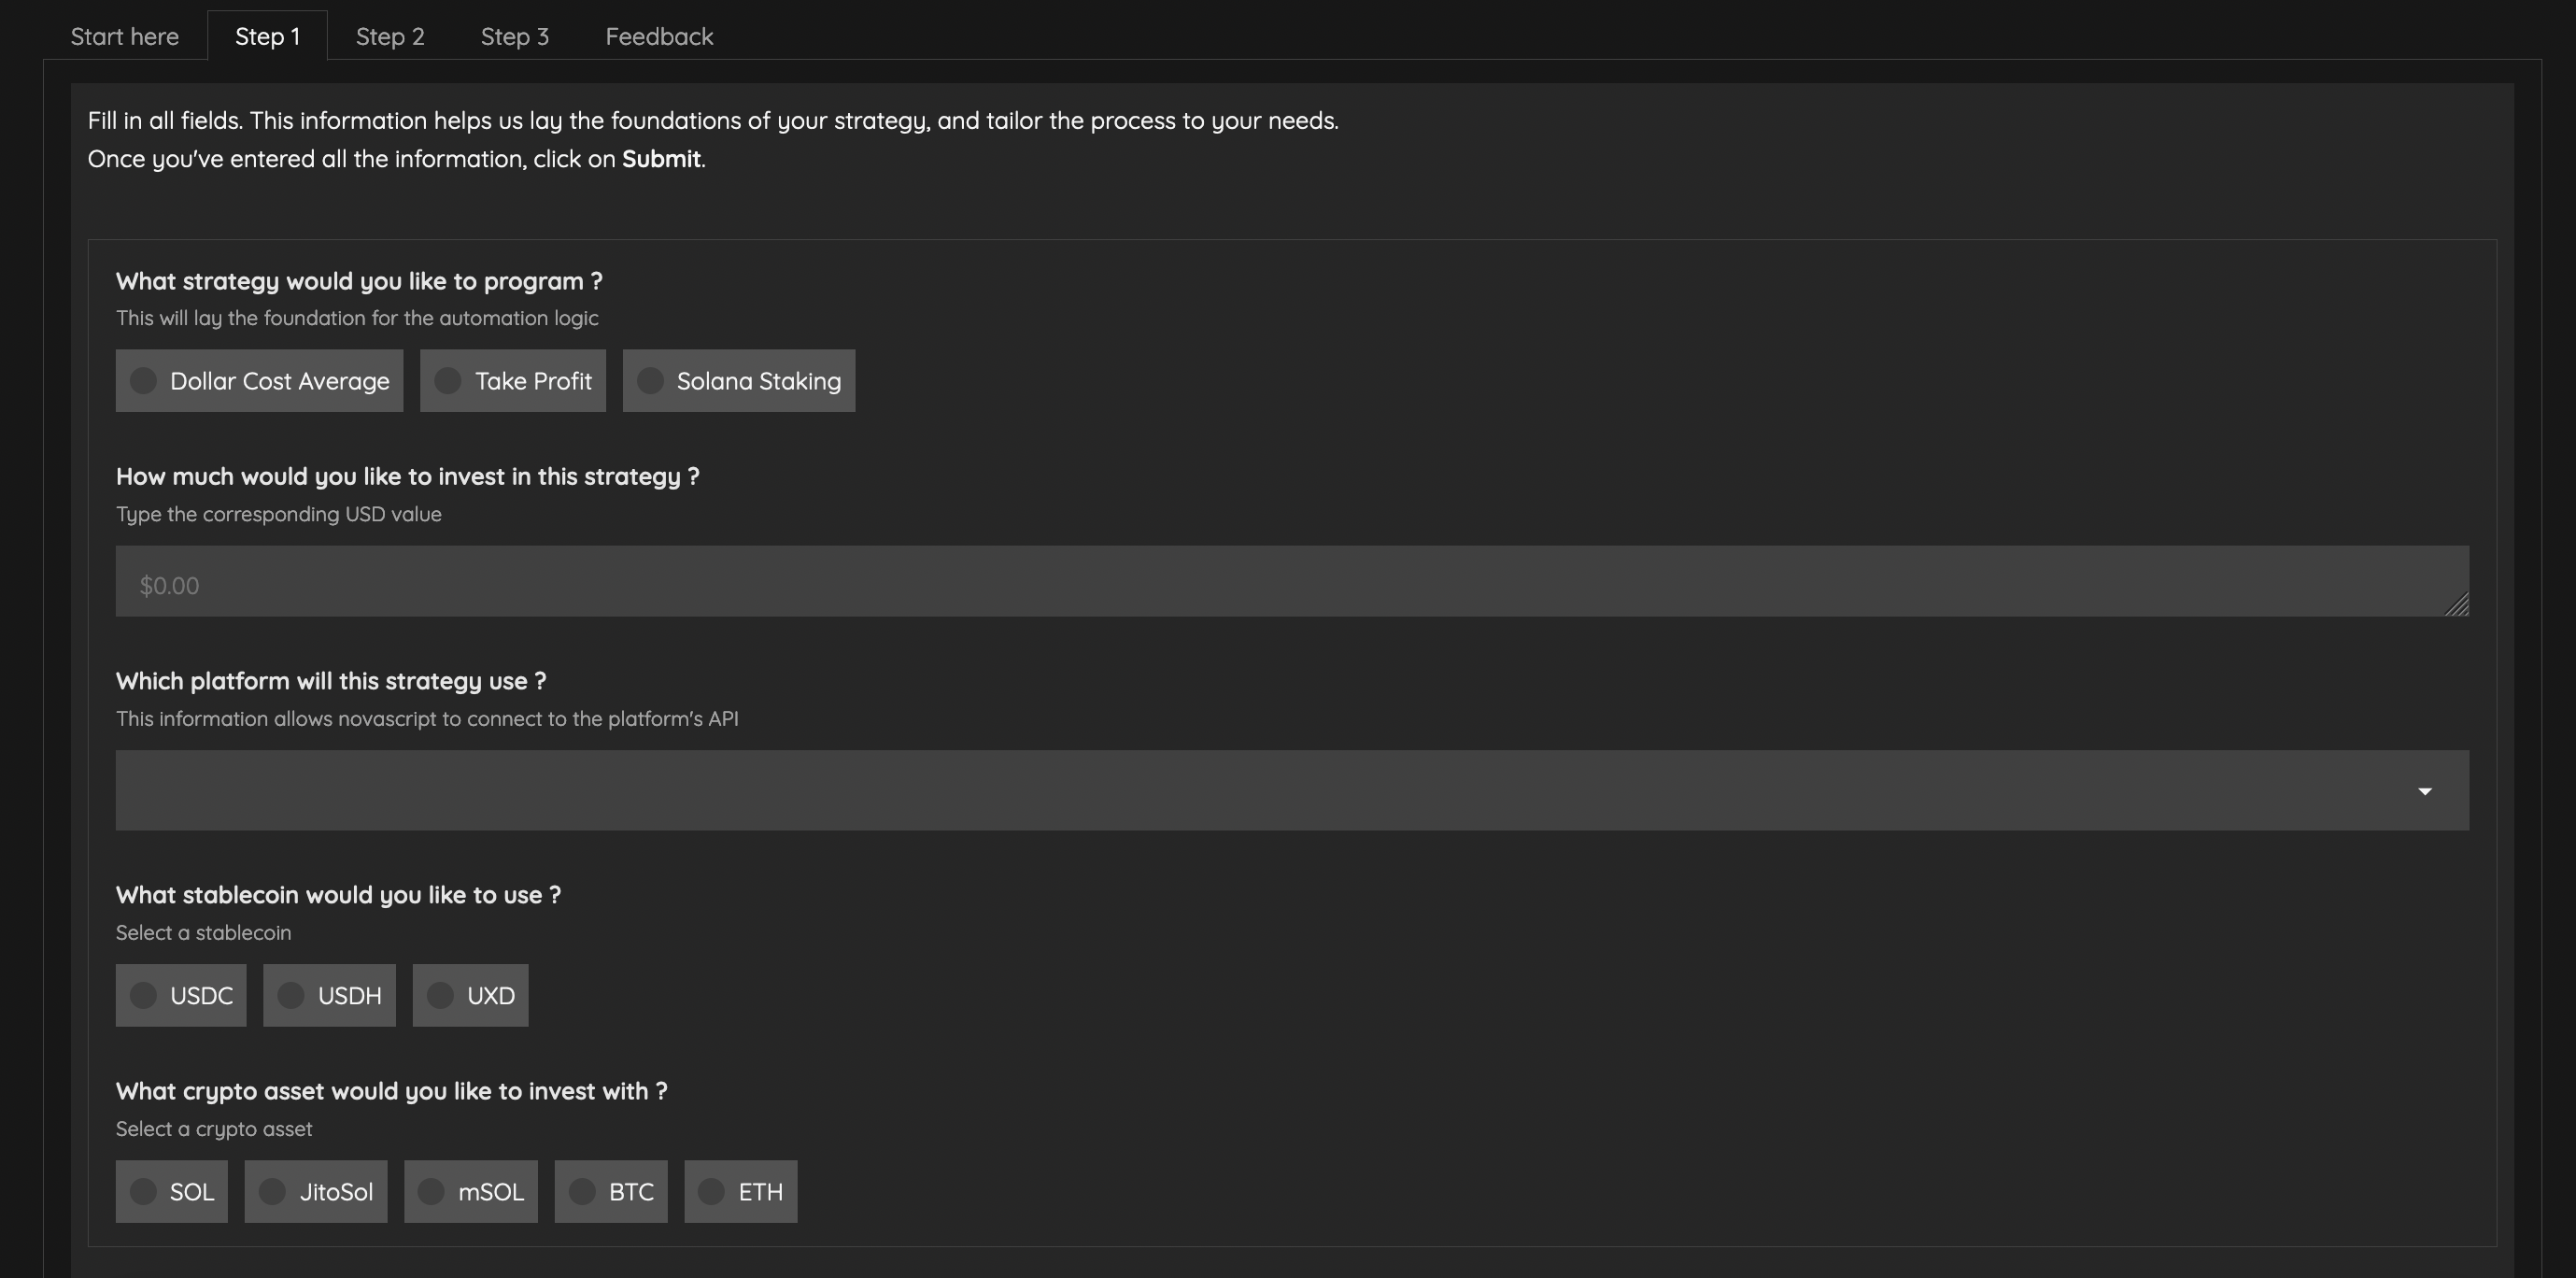 Start here
Step 1
Step 2
Step 3
Feedback
Fill in all fields. This information helps us lay the foundations of your strategy, and tailor the process to your needs.
Once you've entered all the information, click on Submit.
What strategy would you like to program ?
This will lay the foundation for the automation logic
Dollar Cost Average
Take Profit
Solana Staking
How much would you like to invest in this strategy ?
Type the corresponding USD value
$0.00
Which platform will this strategy use ?
This information allows novascript to connect to the platform's API
What stablecoin would you like to use ?
Select a stablecoin
USDC
USDH
UXD
What crypto asset would you like to invest with ?
Select a crypto asset
SOL
JitoSol
mSOL
BTC
ETH